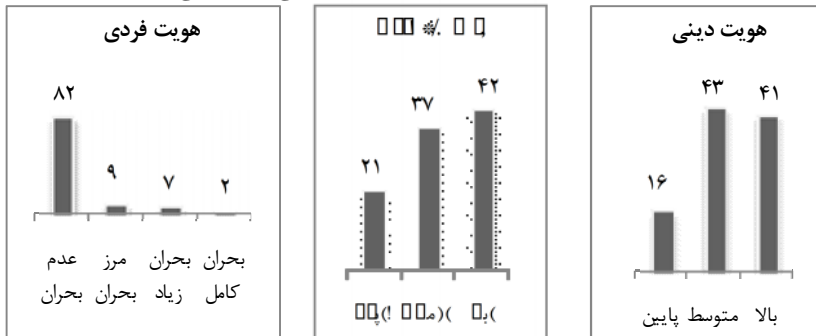 هویت فردی
۸۲
۹
۷
۲
عدم بحران
مرز بحران
بحران زیاد
بحران کامل
۲۱
۳۷
۴۲
هویت دینی
۱۶
۴۳
۴۱
پایین
متوسط
بالا